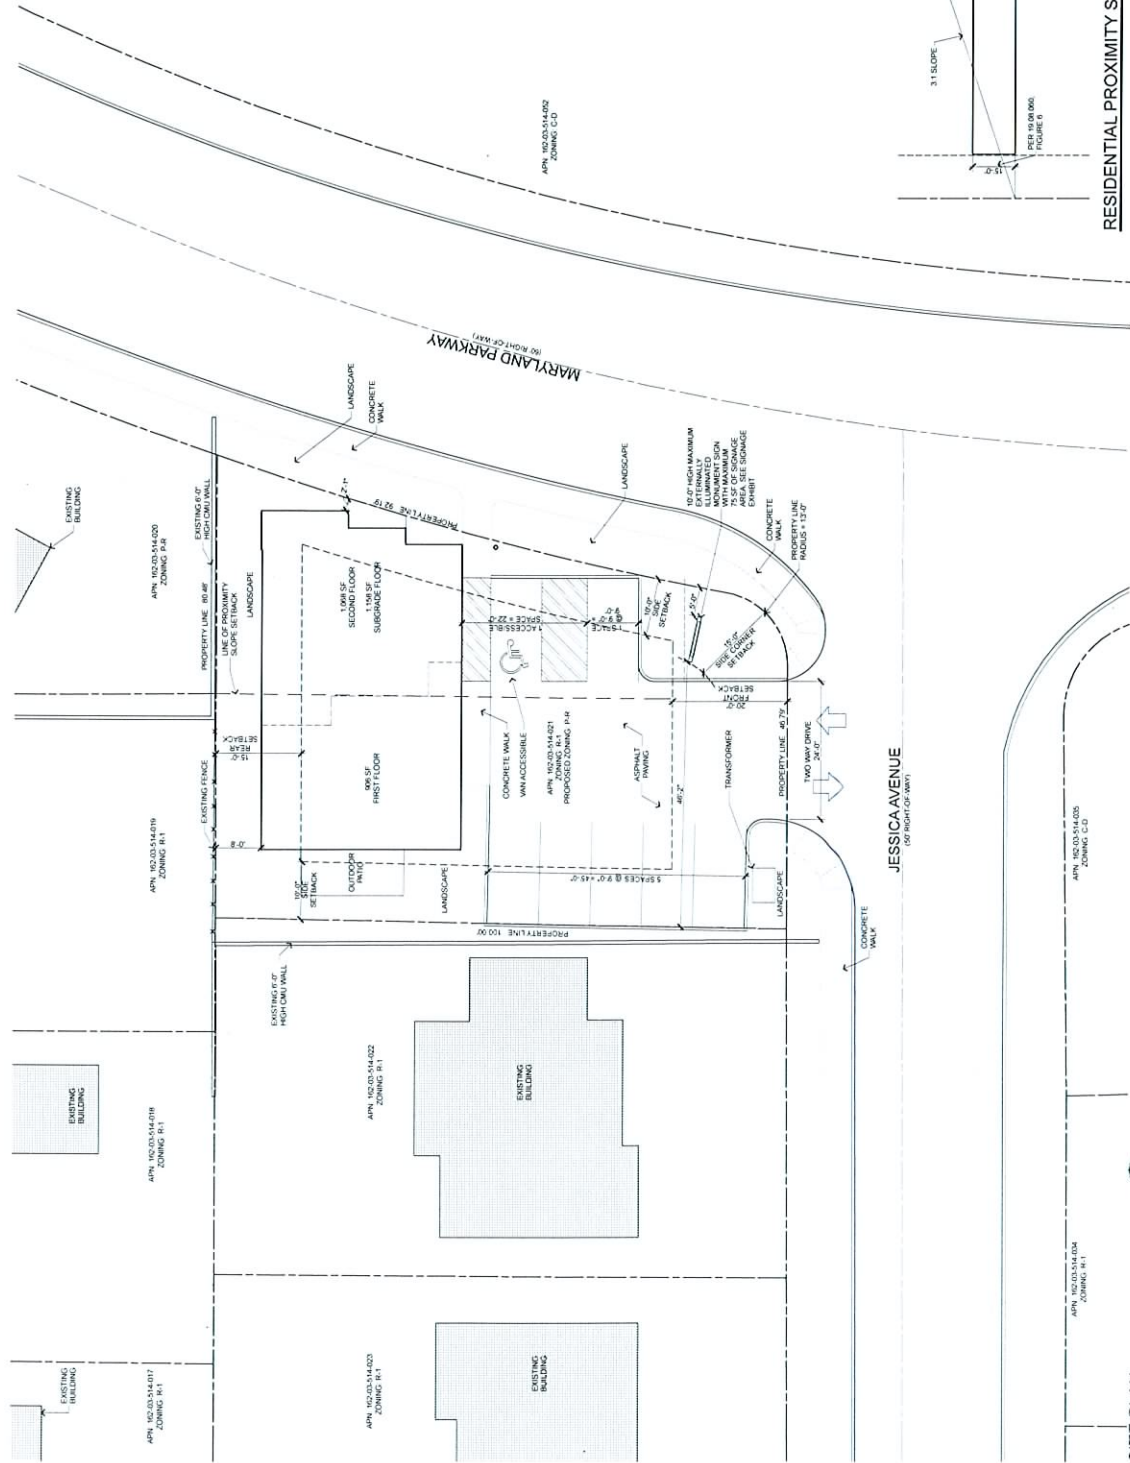 APN 162-03-514-017
ZONING R-1
EXISTING
BUILDING
APN 162-03-514-018
ZONING R-1
EXISTING
BUILDING
APN 162-03-514-019
ZONING R-1
APN 162-03-514-020
ZONING P-R
EXISTING
BUILDING
EXISTING FENCE
PROPERTY LINE 80.48'
EXISTING 6'-0"
HIGH CMU WALL
LINE OF PROXIMITY
SLOPE SETBACK
LANDSCAPE
15'-0"
REAR
SETBACK
8'-0"
EXISTING 6'-0"
HIGH CMU WALL
10'-0"
SIDE
SETBACK
OUTDOOR
PATIO
LANDSCAPE
906 SF
FIRST FLOOR
1,068 SF
SECOND FLOOR
1,158 SF
SUBGRADE FLOOR
2'-1"
PROPERTY LINE 92.19'
LANDSCAPE
CONCRETE
WALK
MARYLAND PARKWAY
(60' RIGHT-OF-WAY)
APN 162-03-514-052
ZONING C-D
APN 162-03-514-023
ZONING R-1
EXISTING
BUILDING
APN 162-03-514-022
ZONING R-1
EXISTING
BUILDING
PROPERTY LINE 100.00'
5 SPACES @ 9'-0" = 45'-0"
CONCRETE WALK
VAN ACCESSIBLE
1 ACCESSIBLE
SPACE = 22'-0"
1 SPACE
@ 9'-0" =
9'-0"
APN 162-03-514-021
ZONING R-1
PROPOSED ZONING P-R
ASPHALT
PAVING
46'-2"
10'-0"
SIDE
SETBACK
5'-0"
LANDSCAPE
10'-0" HIGH MAXIMUM
EXTERNALLY
ILLUMINATED
MONUMENT SIGN
WITH MAXIMUM
75 SF OF SIGNAGE
AREA. SEE SIGNAGE
EXHIBIT
15'-0"
SIDE CORNER
SETBACK
CONCRETE
WALK
PROPERTY LINE
RADIUS = 13'-0"
20'-0"
FRONT
SETBACK
TRANSFORMER
LANDSCAPE
PROPERTY LINE 46.79'
TWO WAY DRIVE
24'-0"
CONCRETE
WALK
JESSICA AVENUE
(50' RIGHT-OF-WAY)
APN 162-03-514-034
ZONING R-1
APN 162-03-514-035
ZONING C-D
3:1 SLOPE
15'-0"
PER 19.08.060,
FIGURE 6
RESIDENTIAL PROXIMITY S